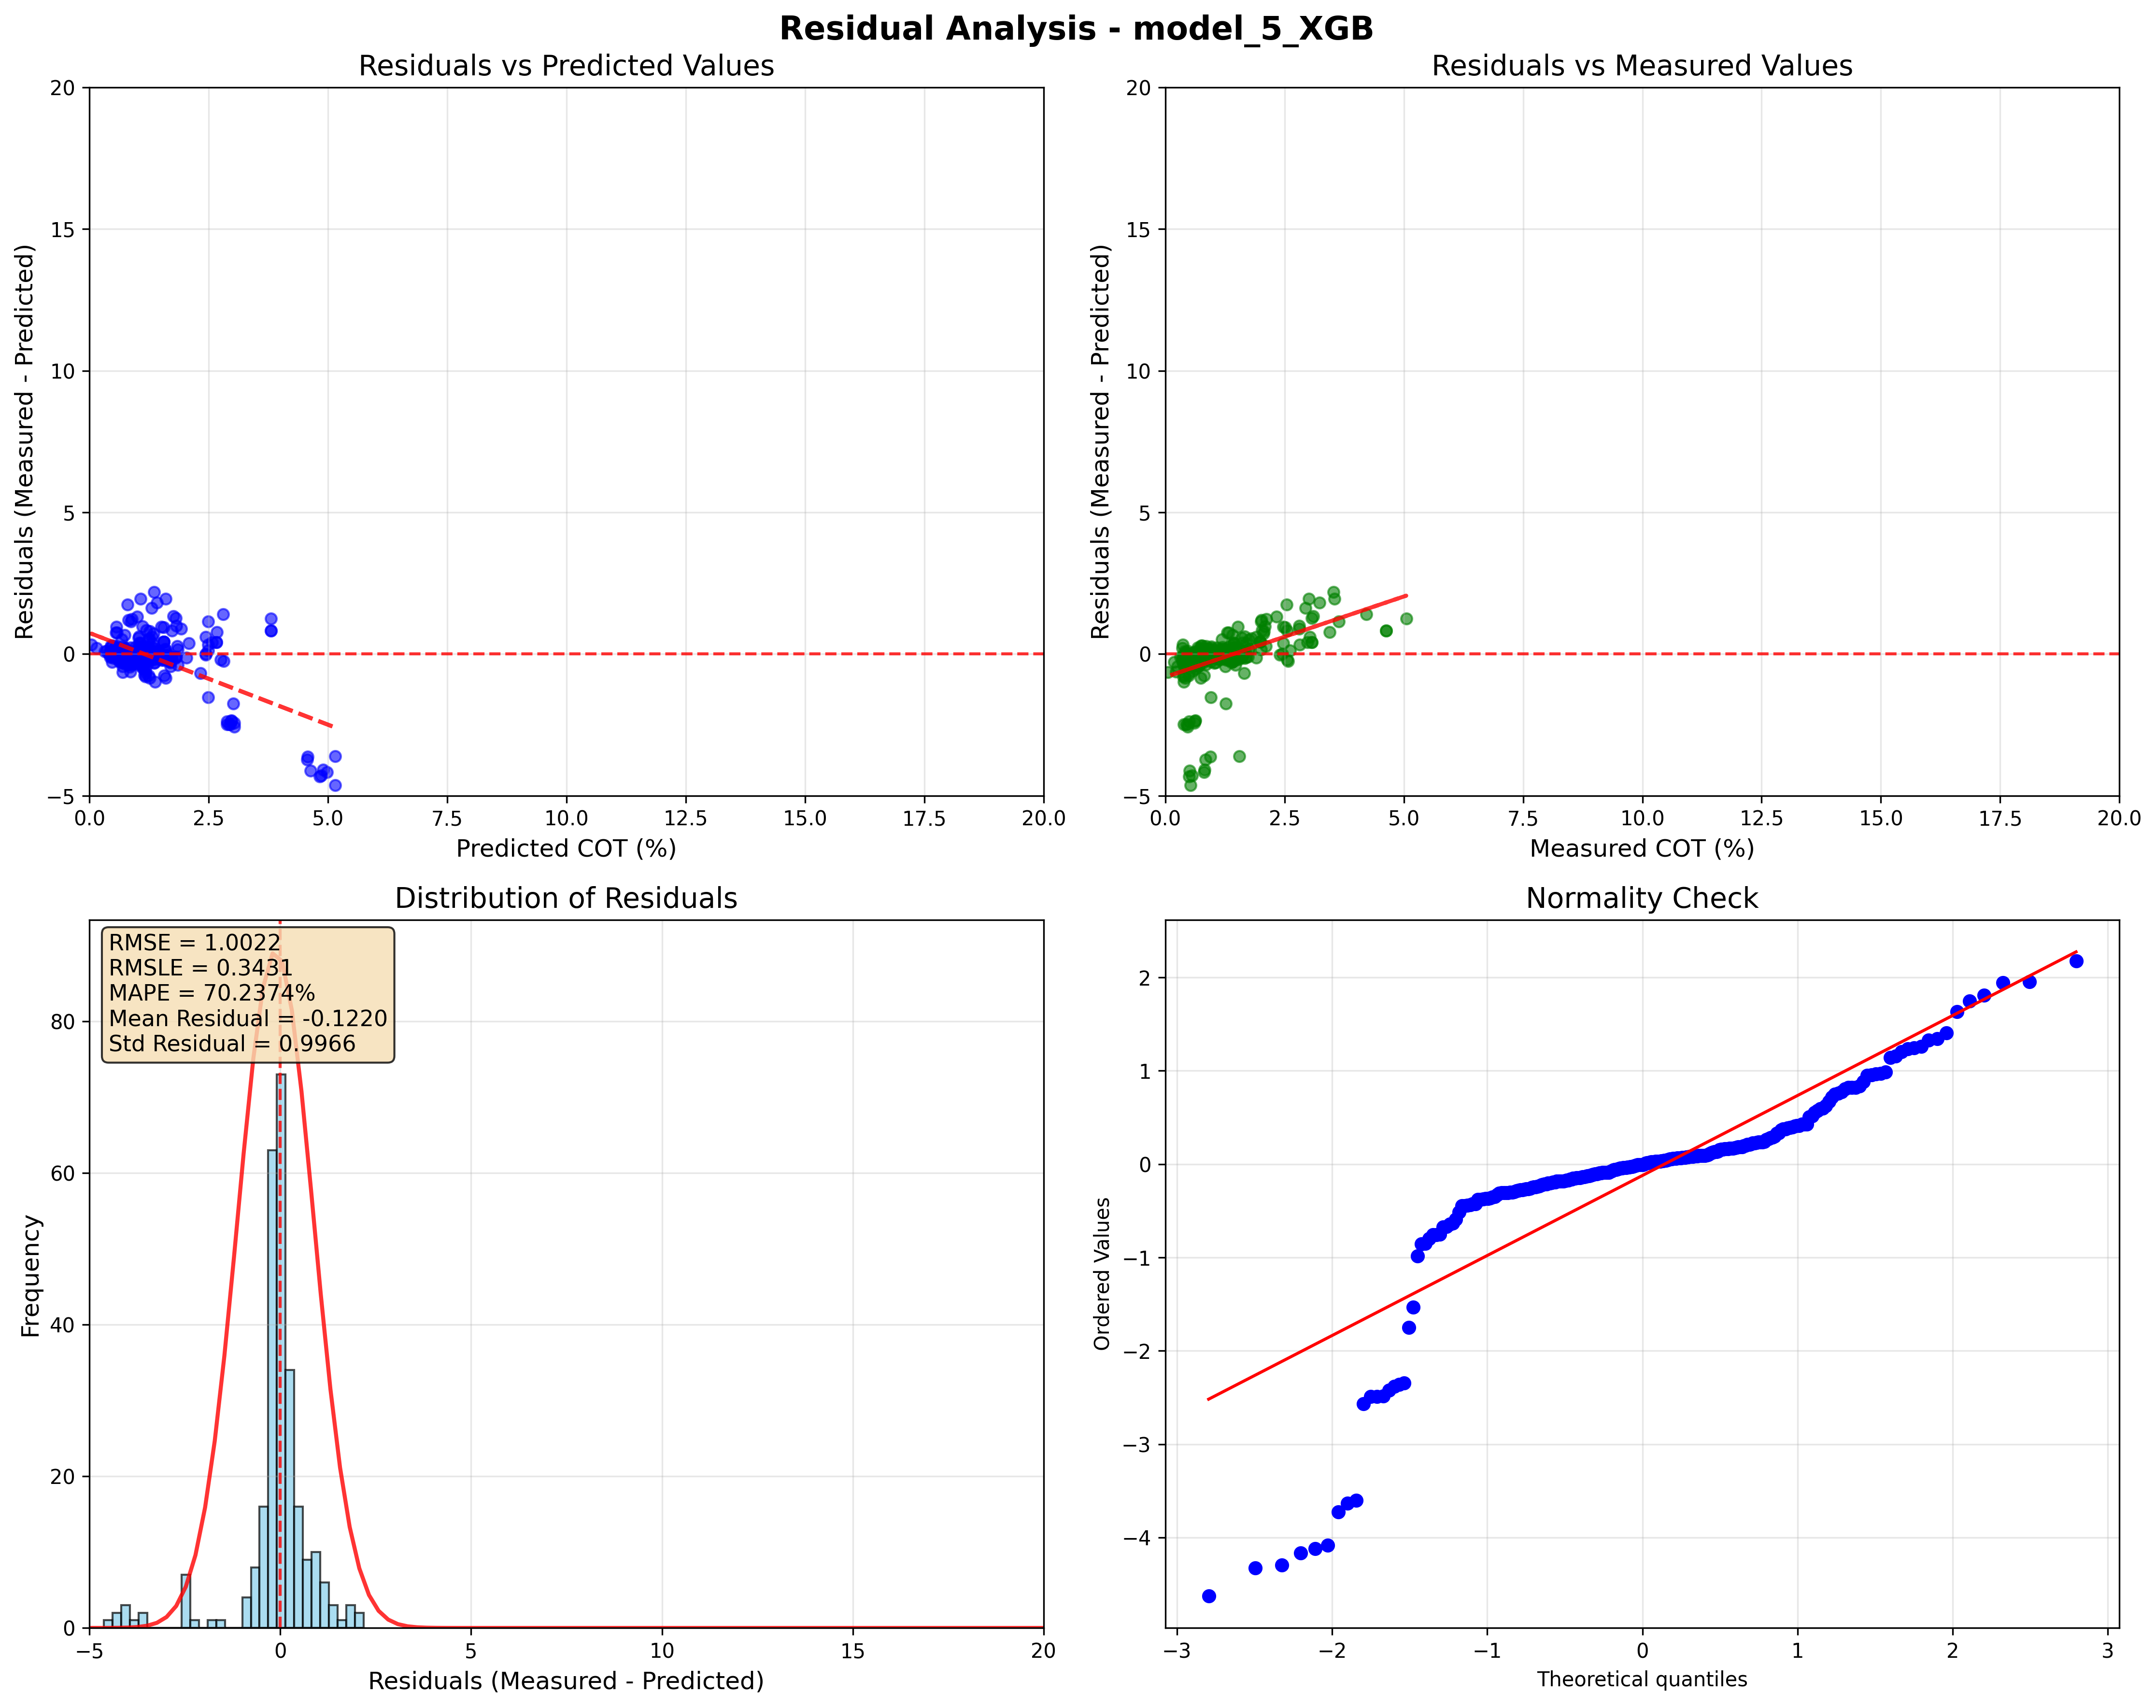 Residual Analysis - model_5_XGB
Residuals vs Predicted Values
20
15
10
5
0
−5
0.0 2.5 5.0 7.5 10.0 12.5 15.0 17.5 20.0
Residuals (Measured - Predicted)
Predicted COT (%)
Residuals vs Measured Values
20
15
10
5
0
−5
0.0 2.5 5.0 7.5 10.0 12.5 15.0 17.5 20.0
Residuals (Measured - Predicted)
Measured COT (%)
Distribution of Residuals
RMSE = 1.0022
RMSLE = 0.3431
MAPE = 70.2374%
Mean Residual = -0.1220
Std Residual = 0.9966
80
60
40
20
0
−5 0 5 10 15 20
Frequency
Residuals (Measured - Predicted)
Normality Check
2
1
0
−1
−2
−3
−4
−3 −2 −1 0 1 2 3
Ordered Values
Theoretical quantiles